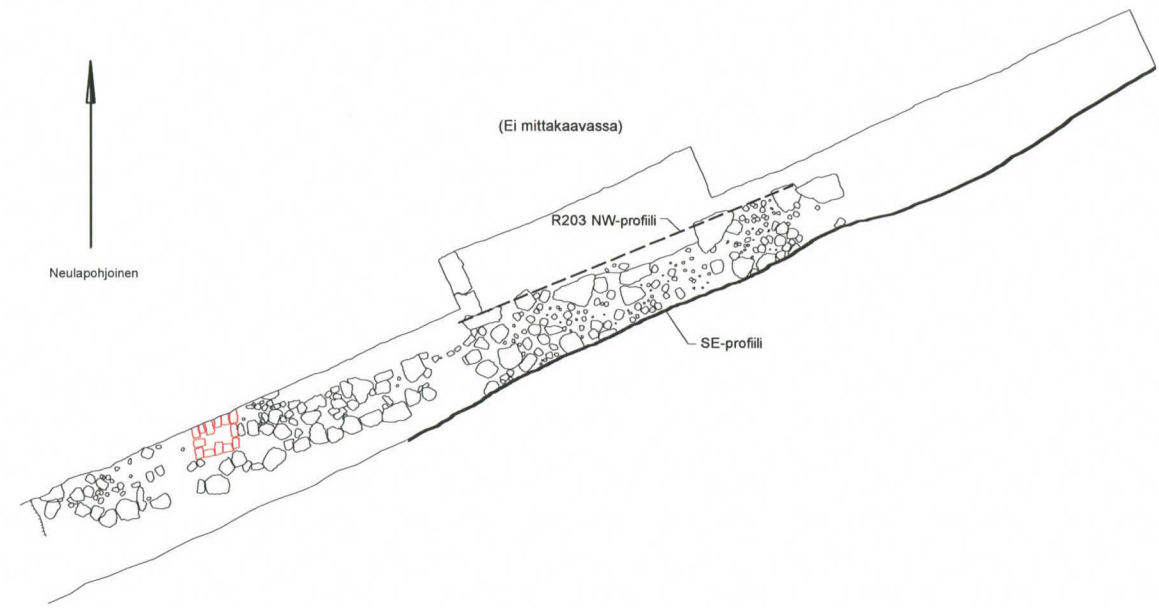 (Ei mittakaavassa)
R203 NW-profiili
Neulapohjoinen
SE-profiili